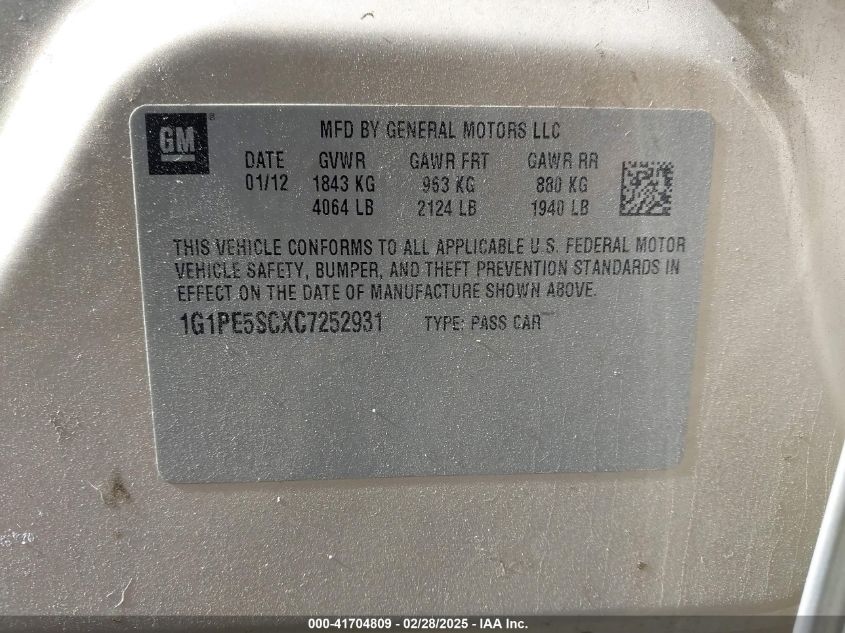 GM ®
MFD BY GENERAL MOTORS LLC
DATE GVWR GAWR FRT GAWR RR
01/12 1843 KG 963 KG 880 KG
4064 LB 2124 LB 1940 LB
THIS VEHICLE CONFORMS TO ALL APPLICABLE U.S. FEDERAL MOTOR
VEHICLE SAFETY, BUMPER, AND THEFT PREVENTION STANDARDS IN
EFFECT ON THE DATE OF MANUFACTURE SHOWN ABOVE.
1G1PE5SCXC7252931 TYPE: PASS CAR
000-41704809 - 02/28/2025 - IAA Inc.